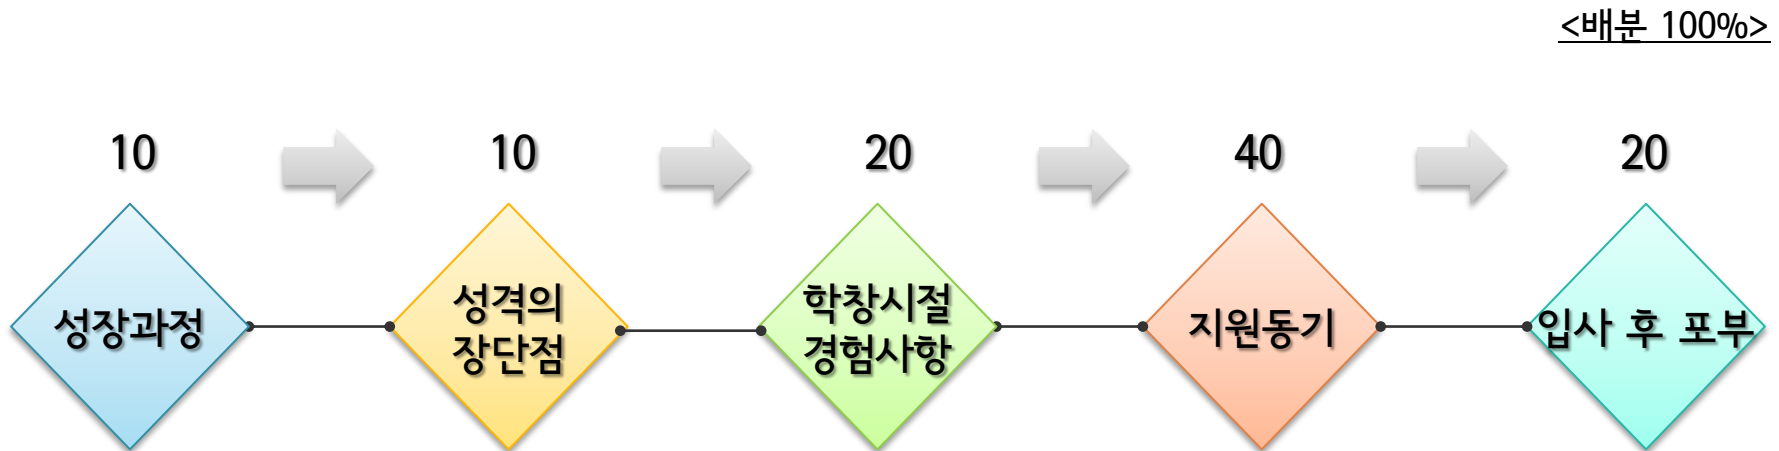 <배분 100%>
10
10
20
40
20
성장과정
성격의
장단점
학창시절
경험사항
지원동기
입사 후 포부